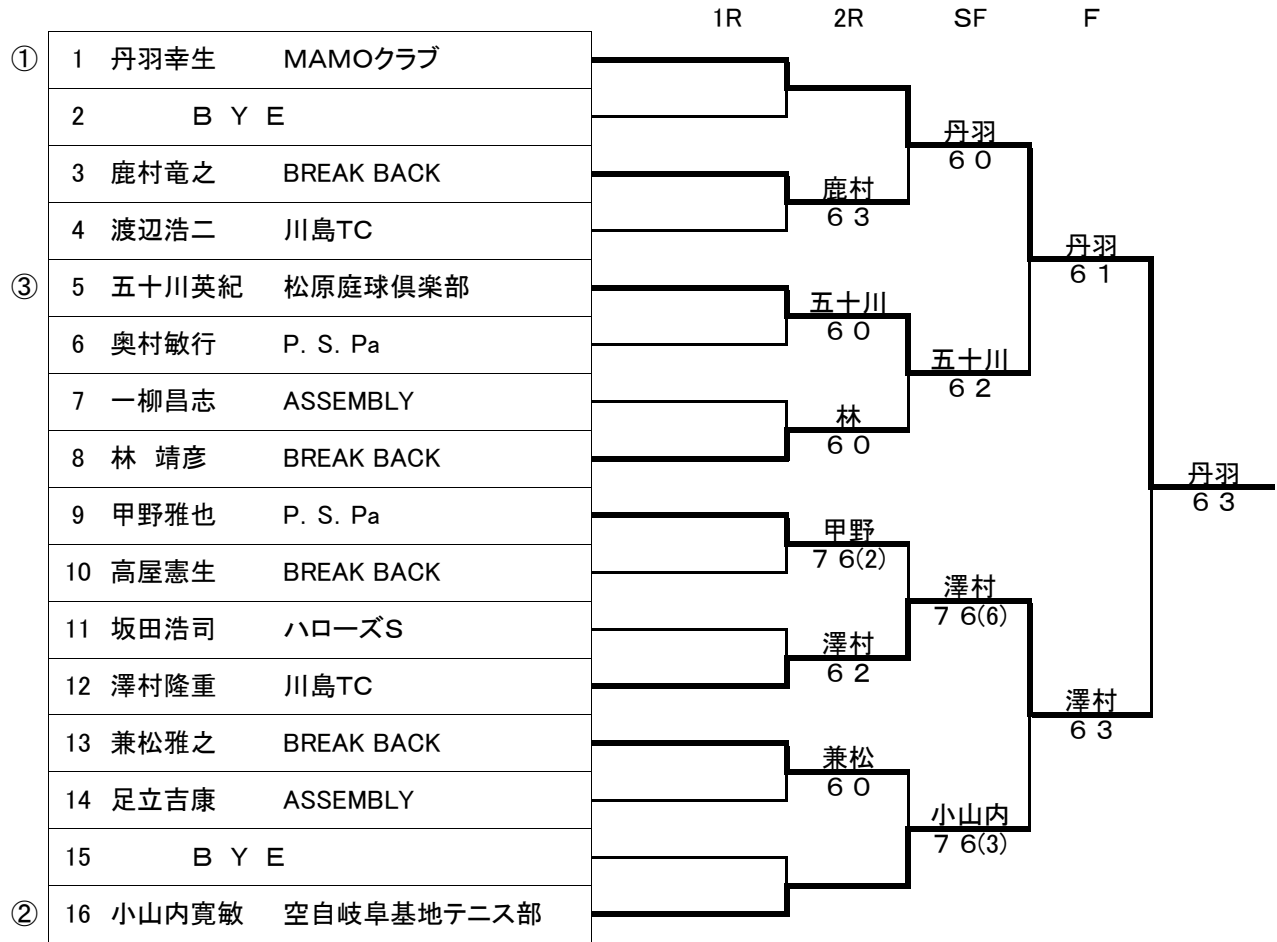 1R 2R SF F
① 1 丹羽幸生 MAMOクラブ
2 B Y E
丹羽
6 0
3 鹿村竜之 BREAK BACK
鹿村
6 3
4 渡辺浩二 川島TC
丹羽
6 1
③ 5 五十川英紀 松原庭球倶楽部
五十川
6 0
6 奥村敏行 P. S. Pa
五十川
6 2
7 一柳昌志 ASSEMBLY
林
6 0
8 林 靖彦 BREAK BACK
丹羽
6 3
9 甲野雅也 P. S. Pa
甲野
7 6(2)
10 高屋憲生 BREAK BACK
澤村
7 6(6)
11 坂田浩司 ハローズS
澤村
6 2
12 澤村隆重 川島TC
澤村
6 3
13 兼松雅之 BREAK BACK
兼松
6 0
14 足立吉康 ASSEMBLY
小山内
7 6(3)
15 B Y E
② 16 小山内寛敏 空自岐阜基地テニス部